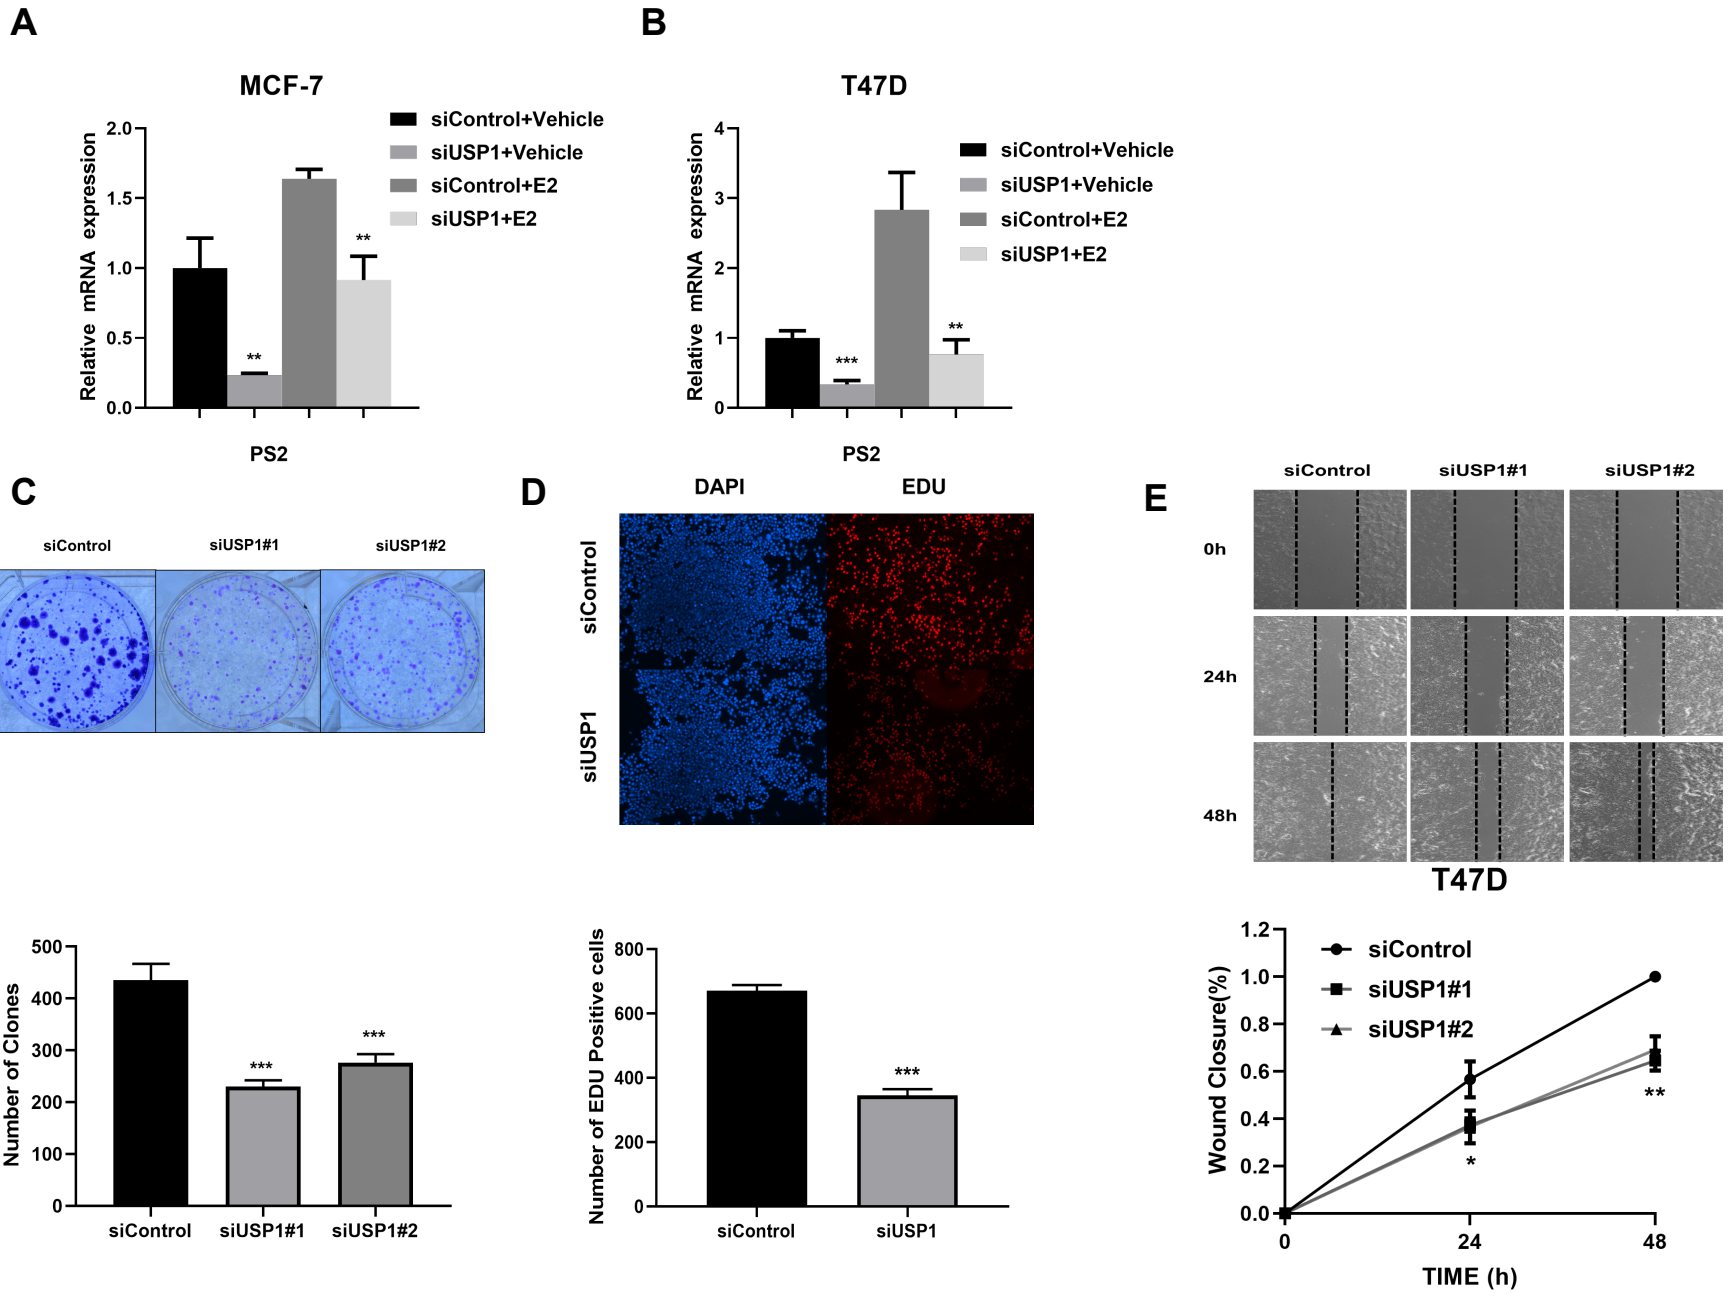 A
MCF-7
Relative mRNA expression
2.0
1.5
1.0
0.5
0.0
**
**
siControl+Vehicle
siUSP1+Vehicle
siControl+E2
siUSP1+E2
PS2
B
T47D
Relative mRNA expression
4
3
2
1
0
***
**
siControl+Vehicle
siUSP1+Vehicle
siControl+E2
siUSP1+E2
PS2
C
siControl siUSP1#1 siUSP1#2
Number of Clones
500
400
300
200
100
0
***
***
siControl siUSP1#1 siUSP1#2
D
DAPI EDU
siControl
siUSP1
Number of EDU Positive cells
800
600
400
200
0
***
siControl siUSP1
E
siControl siUSP1#1 siUSP1#2
0h
24h
48h
T47D
Wound Closure(%)
1.2
1.0
0.8
0.6
0.4
0.2
0.0
siControl
siUSP1#1
siUSP1#2
*
**
0 24 48
TIME (h)